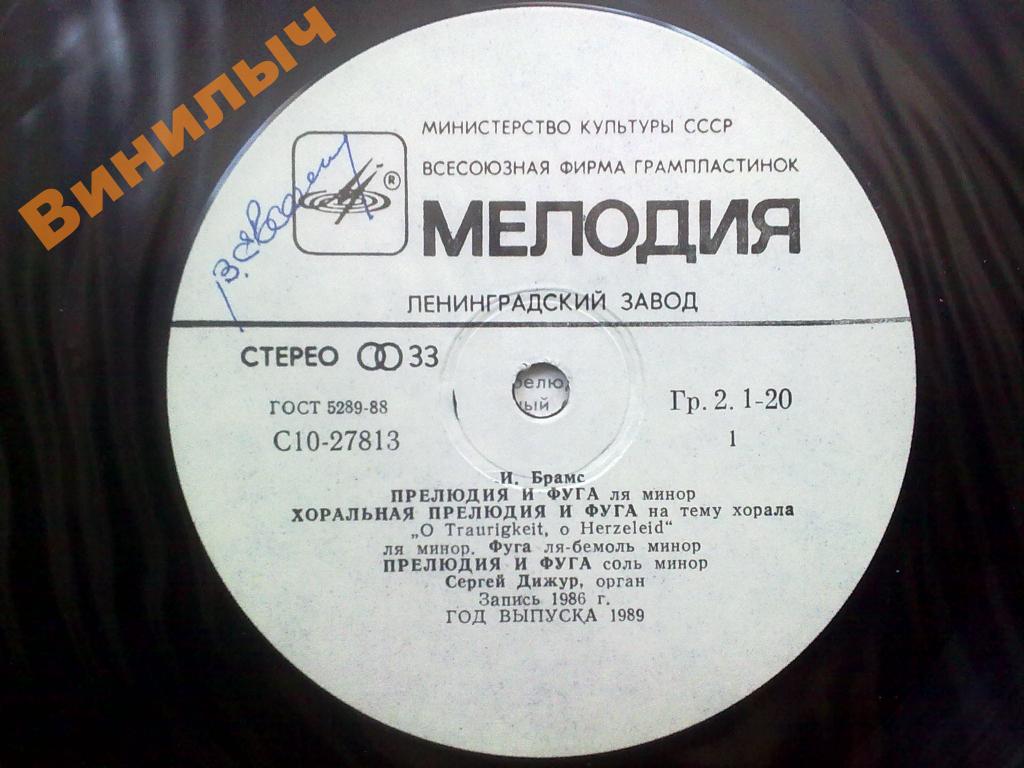 Винилыч
МИНИСТЕРСТВО КУЛЬТУРЫ СССР
ВСЕСОЮЗНАЯ ФИРМА ГРАМПЛАСТИНОК
®
МЕЛОДИЯ
ЛЕНИНГРАДСКИЙ ЗАВОД
СТЕРЕО 33
ГОСТ 5289-88
Гр. 2. 1-20
С10-27813
1
И. Брамс
ПРЕЛЮДИЯ И ФУГА ля минор
ХОРАЛЬНАЯ ПРЕЛЮДИЯ И ФУГА на тему хорала
„O Traurigkeit, o Herzeleid"
ля минор. Фуга ля-бемоль минор
ПРЕЛЮДИЯ И ФУГА соль минор
Сергей Дижур, орган
Запись 1986 г.
ГОД ВЫПУСКА 1989